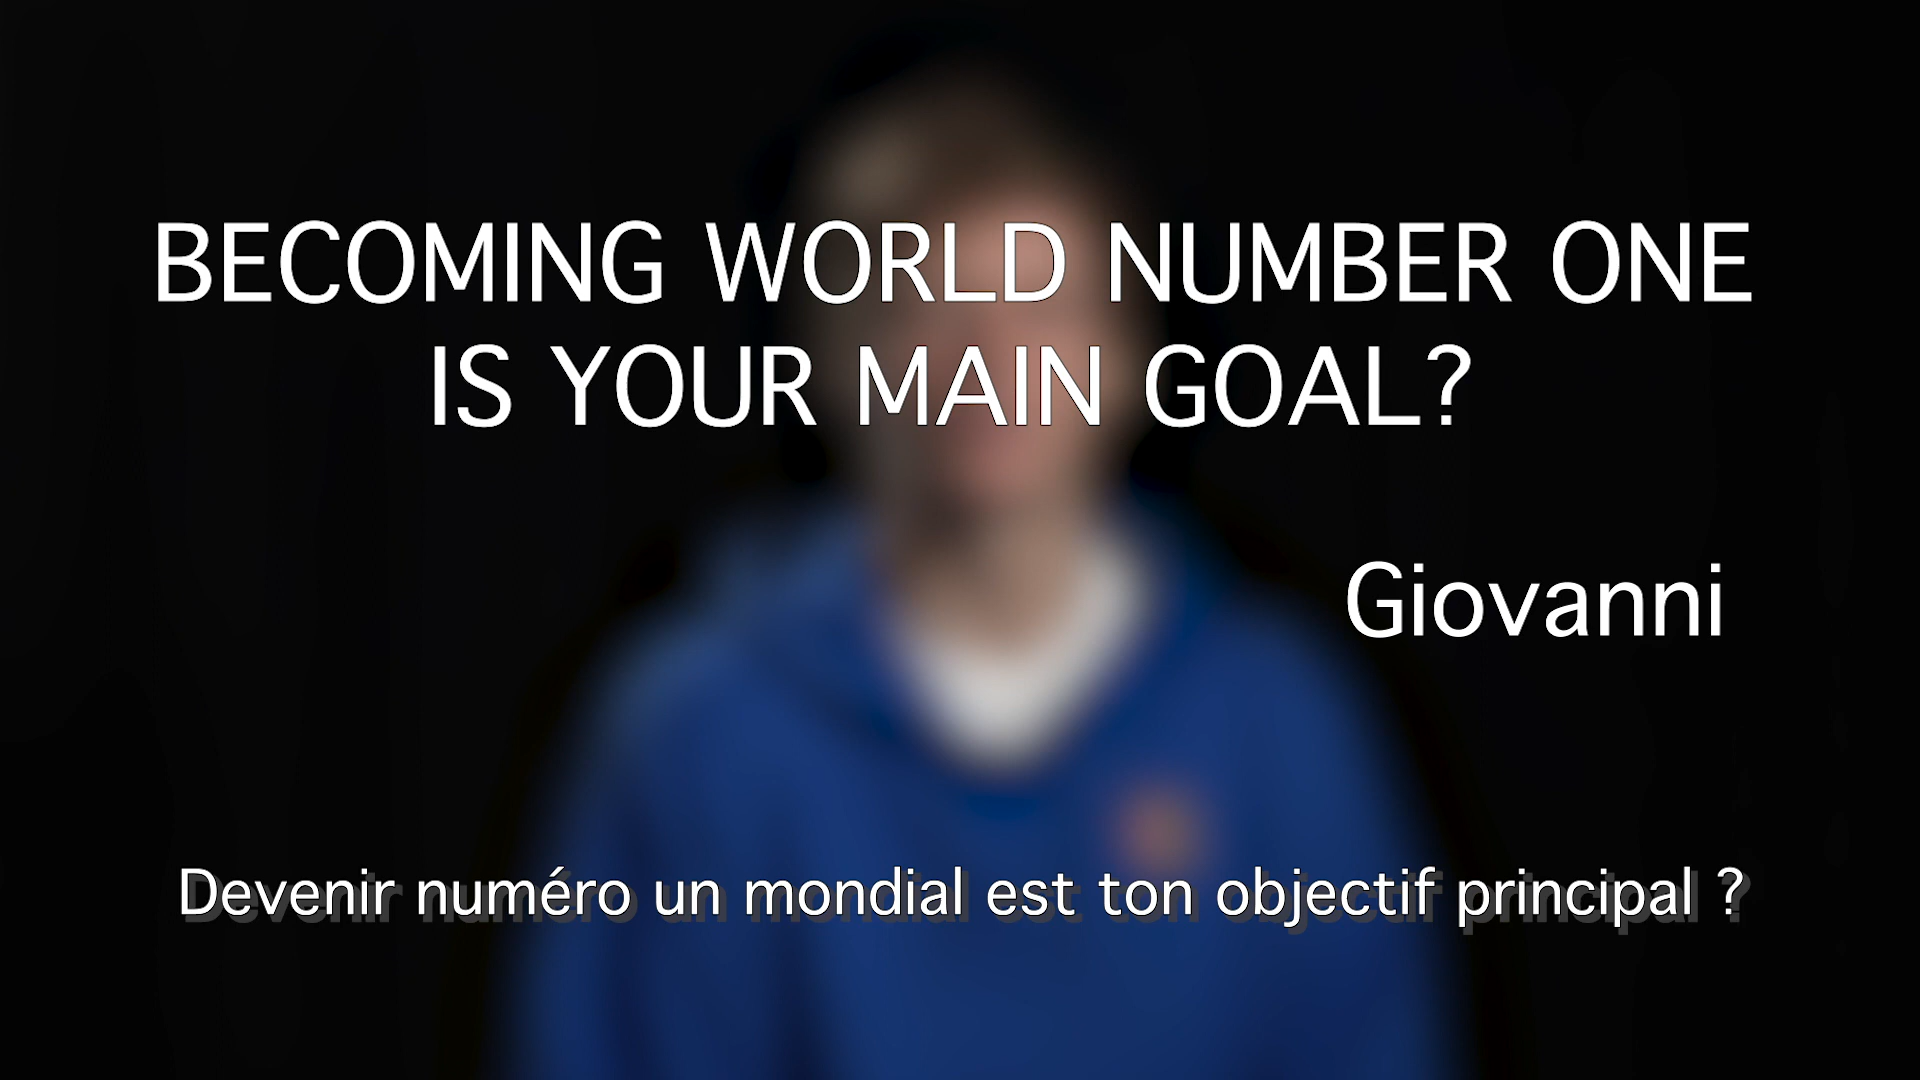 BECOMING WORLD NUMBER ONE
IS YOUR MAIN GOAL?
Giovanni
Devenir numéro un mondial est ton objectif principal ?